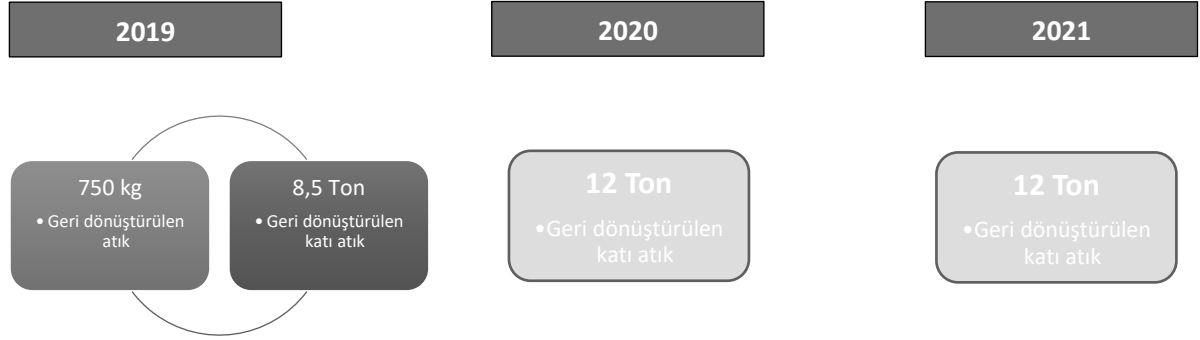 2019
2020
2021
750 kg
• Geri dönüştürülen
atık
8,5 Ton
• Geri dönüştürülen
katı atık
12 Ton
•Geri dönüştürülen
katı atık
12 Ton
•Geri dönüştürülen
katı atık